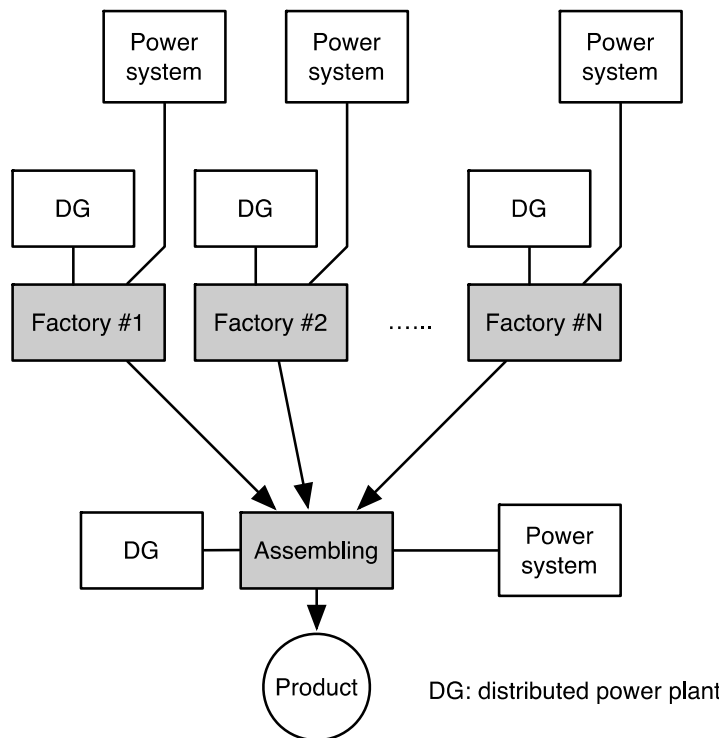 Power
system
Power
system
Power
system
DG
DG
DG
Factory #1
Factory #2
......
Factory #N
DG
Assembling
Power
system
Product
DG: distributed power plant